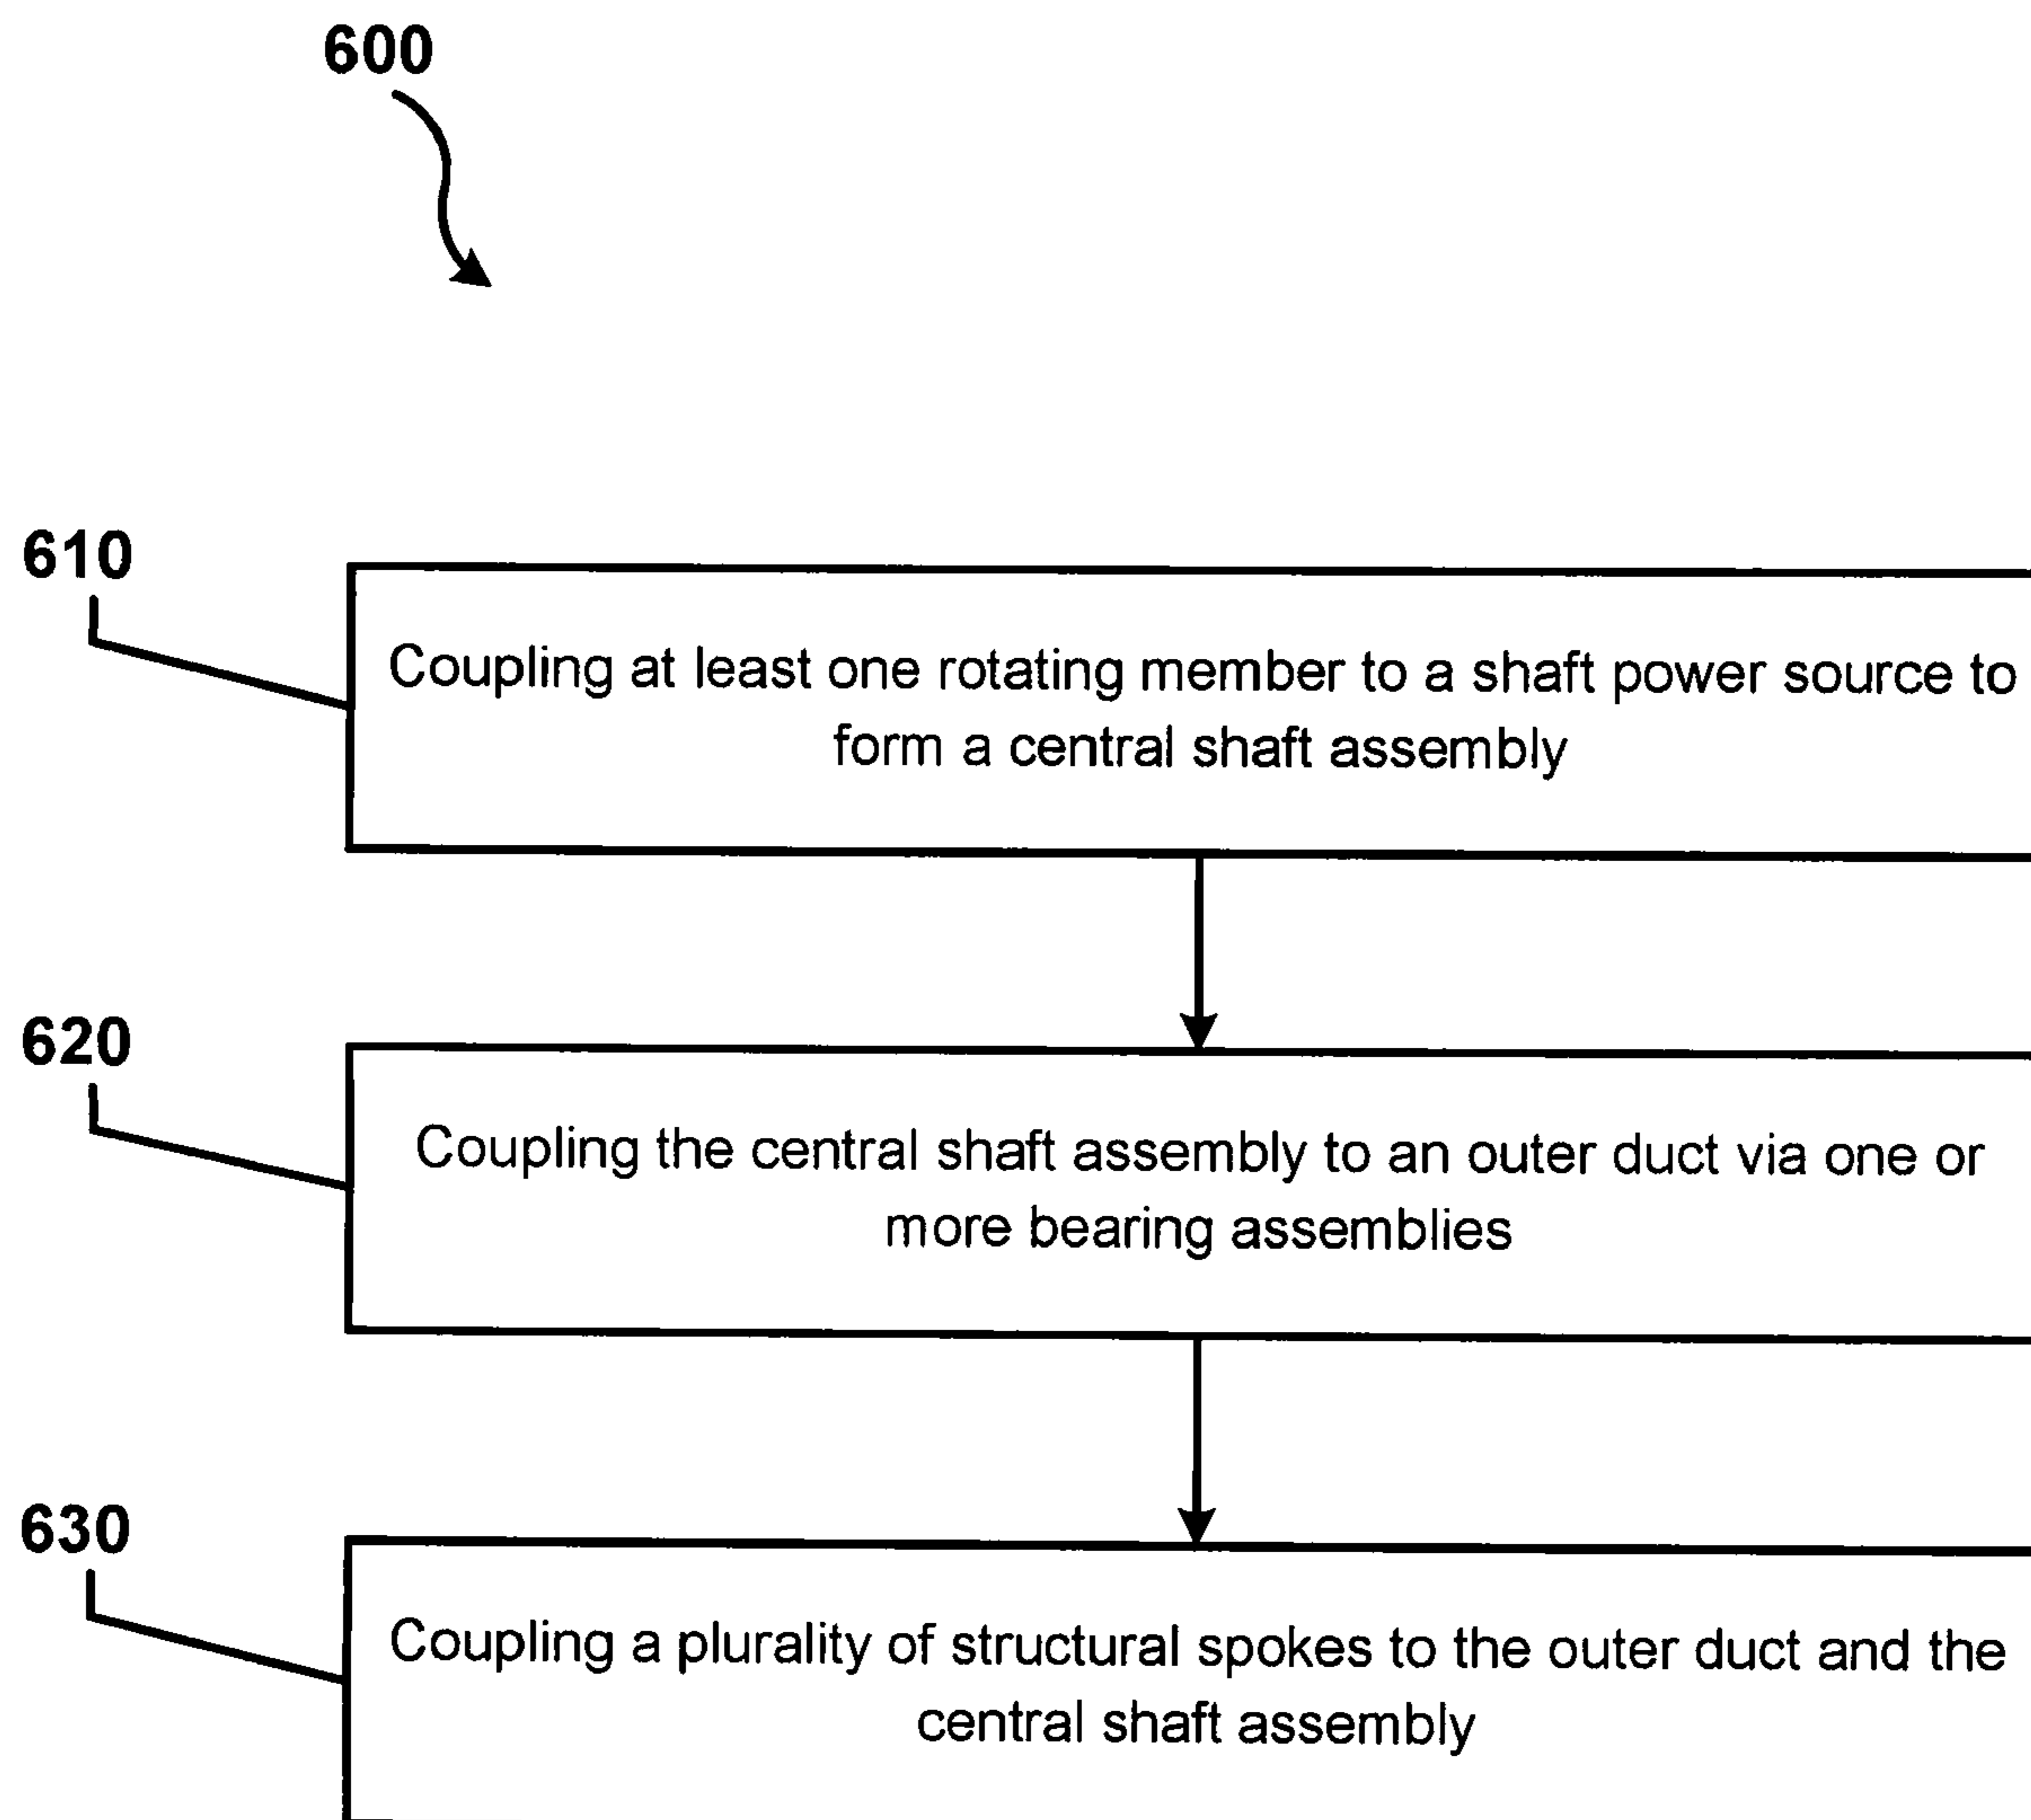 600
610
Coupling at least one rotating member to a shaft power source to
form a central shaft assembly
620
Coupling the central shaft assembly to an outer duct via one or
more bearing assemblies
630
Coupling a plurality of structural spokes to the outer duct and the
central shaft assembly